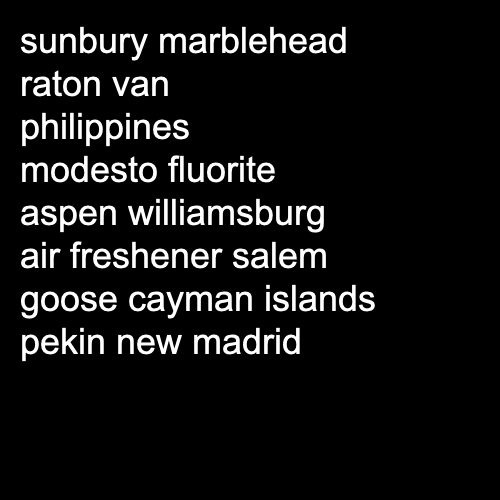 sunbury marblehead
raton van
philippines
modesto fluorite
aspen williamsburg
air freshener salem
goose cayman islands
pekin new madrid